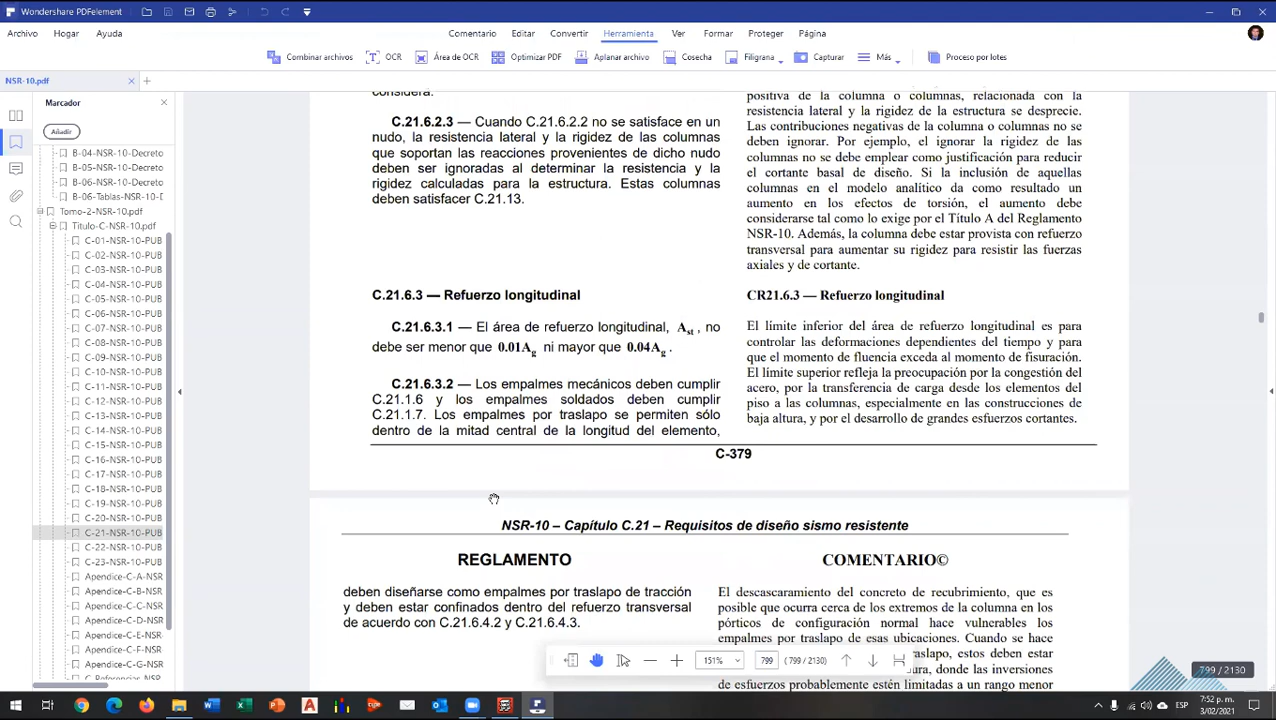 Wondershare PDFelement
Archivo Hogar Ayuda Comentario Editar Convertir Herramienta Ver Formar Proteger Página
Combinar archivos OCR Área de OCR Optimizar PDF Aplanar archivo Cosecha Filigrana Capturar Más Proceso por lotes
NSR-10.pdf
Marcador
Añadir
B-04-NSR-10-Decreto
B-05-NSR-10-Decreto
B-06-NSR-10-Decreto
B-06-Tablas-NSR-10-D
Tomo-2-NSR-10.pdf
Titulo-C-NSR-10.pdf
C-01-NSR-10-PUB
C-02-NSR-10-PUB
C-03-NSR-10-PUB
C-04-NSR-10-PUB
C-05-NSR-10-PUB
C-06-NSR-10-PUB
C-07-NSR-10-PUB
C-08-NSR-10-PUB
C-09-NSR-10-PUB
C-10-NSR-10-PUB
C-11-NSR-10-PUB
C-12-NSR-10-PUB
C-13-NSR-10-PUB
C-14-NSR-10-PUB
C-15-NSR-10-PUB
C-16-NSR-10-PUB
C-17-NSR-10-PUB
C-18-NSR-10-PUB
C-19-NSR-10-PUB
C-20-NSR-10-PUB
C-21-NSR-10-PUB
C-22-NSR-10-PUB
C-23-NSR-10-PUB
Apendice-C-A-NSR
Apendice-C-B-NSR
Apendice-C-C-NSR
Apendice-C-D-NSR
Apendice-C-E-NSR
Apendice-C-F-NSR
Apendice-C-G-NSR
C-Referencias-NSR
considera.
C.21.6.2.3 — Cuando C.21.6.2.2 no se satisface en un
nudo, la resistencia lateral y la rigidez de las columnas
que soportan las reacciones provenientes de dicho nudo
deben ser ignoradas al determinar la resistencia y la
rigidez calculadas para la estructura. Estas columnas
deben satisfacer C.21.13.
C.21.6.3 — Refuerzo longitudinal
C.21.6.3.1 — El área de refuerzo longitudinal, Ast, no
debe ser menor que 0.01Ag ni mayor que 0.04Ag.
C.21.6.3.2 — Los empalmes mecánicos deben cumplir
C.21.1.6 y los empalmes soldados deben cumplir
C.21.1.7. Los empalmes por traslapo se permiten sólo
dentro de la mitad central de la longitud del elemento,
positiva de la columna o columnas, relacionada con la
resistencia lateral y la rigidez de la estructura se desprecie.
Las contribuciones negativas de la columna o columnas no se
deben ignorar. Por ejemplo, el ignorar la rigidez de las
columnas no se debe emplear como justificación para reducir
el cortante basal de diseño. Si la inclusión de aquellas
columnas en el modelo analítico da como resultado un
aumento en los efectos de torsión, el aumento debe
considerarse tal como lo exige por el Título A del Reglamento
NSR-10. Además, la columna debe estar provista con refuerzo
transversal para aumentar su rigidez para resistir las fuerzas
axiales y de cortante.
CR21.6.3 — Refuerzo longitudinal
El límite inferior del área de refuerzo longitudinal es para
controlar las deformaciones dependientes del tiempo y para
que el momento de fluencia exceda al momento de fisuración.
El límite superior refleja la preocupación por la congestión del
acero, por la transferencia de carga desde los elementos del
piso a las columnas, especialmente en las construcciones de
baja altura, y por el desarrollo de grandes esfuerzos cortantes.
C-379
NSR-10 – Capítulo C.21 – Requisitos de diseño sismo resistente
REGLAMENTO
COMENTARIO©
deben diseñarse como empalmes por traslapo de tracción
y deben estar confinados dentro del refuerzo transversal
de acuerdo con C.21.6.4.2 y C.21.6.4.3.
El descascaramiento del concreto de recubrimiento, que es
posible que ocurra cerca de los extremos de la columna en los
pórticos de configuración normal hace vulnerables los
empalmes por traslapo de esas ubicaciones. Cuando se hace
raslapo, estos deben estar
ura, donde las inversiones
de esfuerzos probablemente estén limitadas a un rango menor
151% 799 (799 / 2130)
799 / 2130
ESP
7:52 p. m.
3/02/2021